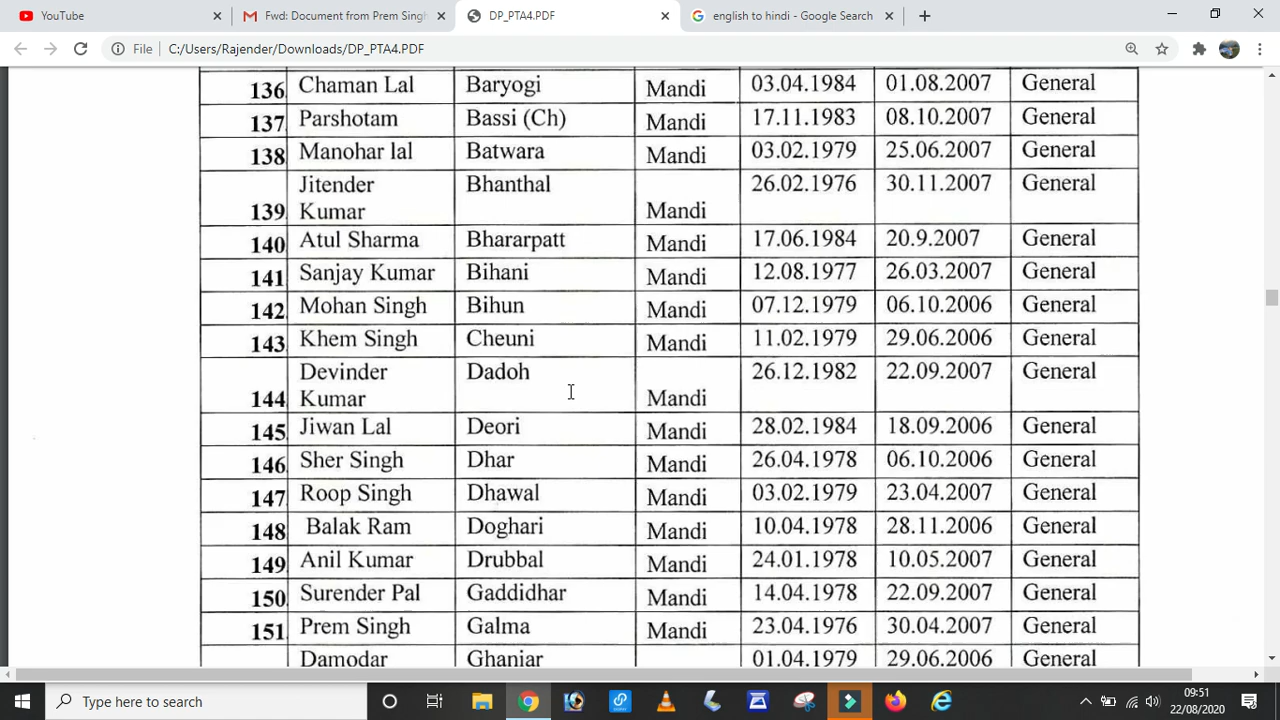 YouTube
Fwd: Document from Prem Singh
DP_PTA4.PDF
english to hindi - Google Search
File C:/Users/Rajender/Downloads/DP_PTA4.PDF
136. Chaman Lal Baryogi Mandi 03.04.1984 01.08.2007 General
137. Parshotam Bassi (Ch) Mandi 17.11.1983 08.10.2007 General
138. Manohar lal Batwara Mandi 03.02.1979 25.06.2007 General
139. Jitender Kumar Bhanthal Mandi 26.02.1976 30.11.2007 General
140. Atul Sharma Bhararpatt Mandi 17.06.1984 20.9.2007 General
141. Sanjay Kumar Bihani Mandi 12.08.1977 26.03.2007 General
142. Mohan Singh Bihun Mandi 07.12.1979 06.10.2006 General
143. Khem Singh Cheuni Mandi 11.02.1979 29.06.2006 General
144. Devinder Kumar Dadoh Mandi 26.12.1982 22.09.2007 General
145. Jiwan Lal Deori Mandi 28.02.1984 18.09.2006 General
146. Sher Singh Dhar Mandi 26.04.1978 06.10.2006 General
147. Roop Singh Dhawal Mandi 03.02.1979 23.04.2007 General
148. Balak Ram Doghari Mandi 10.04.1978 28.11.2006 General
149. Anil Kumar Drubbal Mandi 24.01.1978 10.05.2007 General
150. Surender Pal Gaddidhar Mandi 14.04.1978 22.09.2007 General
151. Prem Singh Galma Mandi 23.04.1976 30.04.2007 General
Damodar Ghaniar 01.04.1979 29.06.2006 General
Type here to search
09:51
22/08/2020